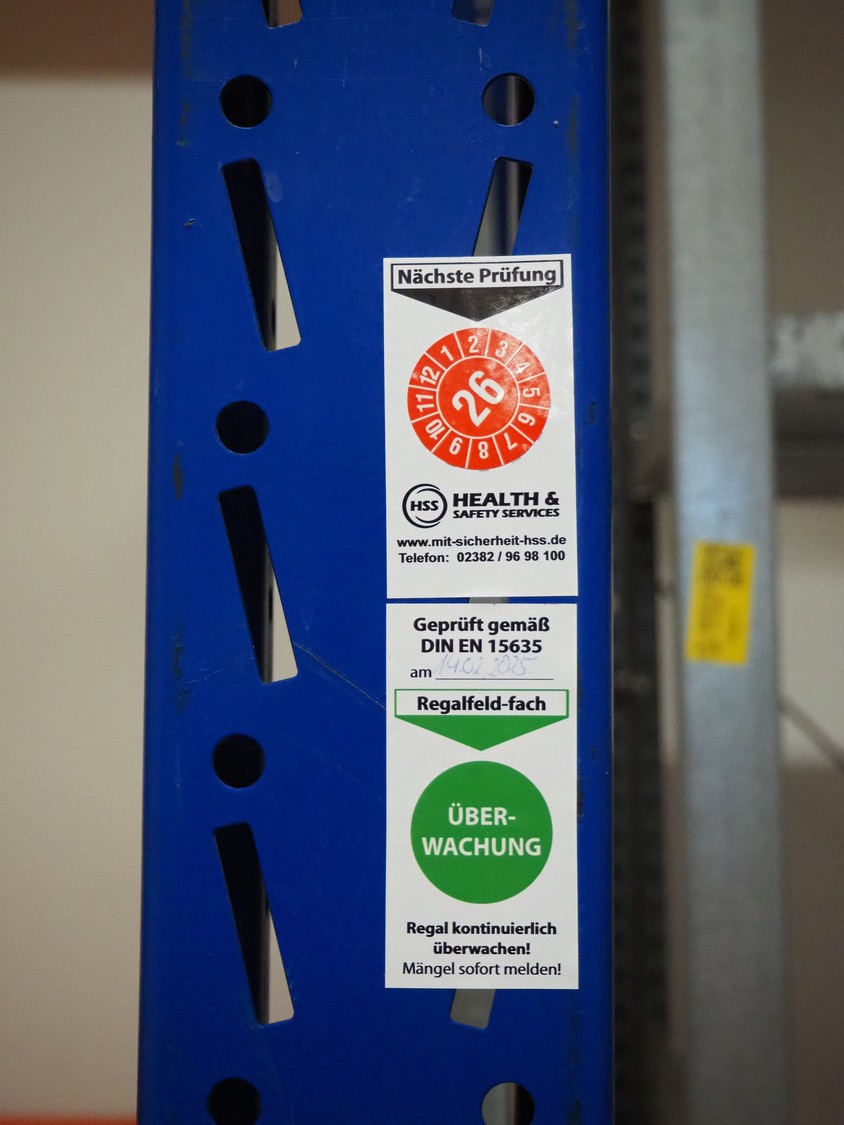 Nächste Prüfung
1 2 3 4 5 6 7 8 9 10 11 12
26
HSS
HEALTH &
SAFETY SERVICES
www.mit-sicherheit-hss.de
Telefon: 02382 / 96 98 100
Geprüft gemäß
DIN EN 15635
am 14.02.2025
Regalfeld-fach
ÜBER-
WACHUNG
Regal kontinuierlich
überwachen!
Mängel sofort melden!